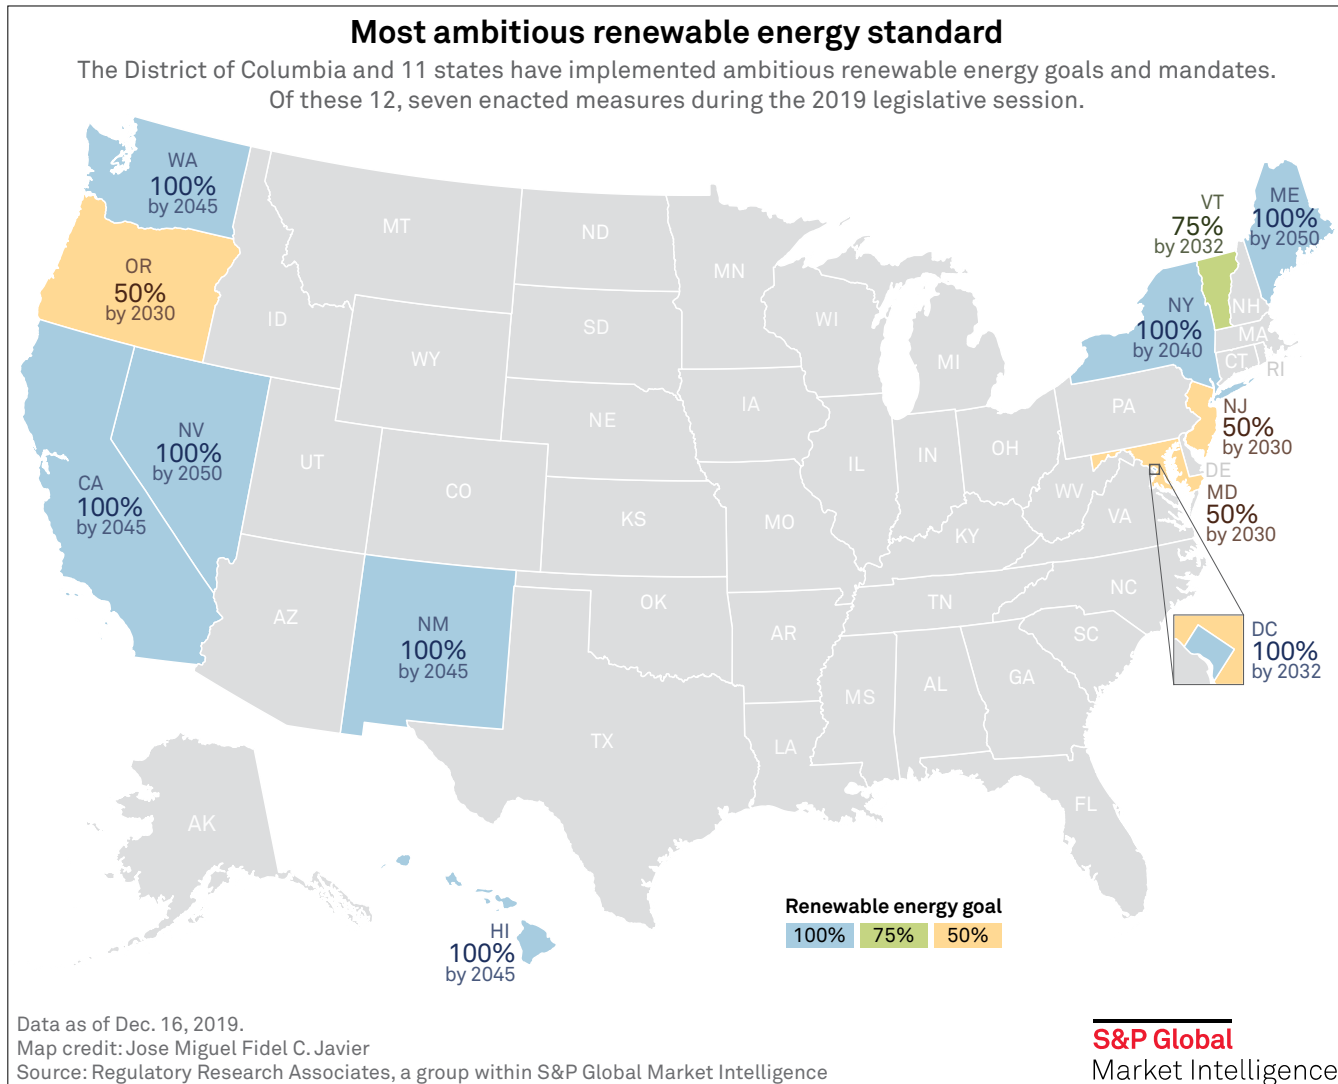 Most ambitious renewable energy standard
The District of Columbia and 11 states have implemented ambitious renewable energy goals and mandates.
Of these 12, seven enacted measures during the 2019 legislative session.
WA
100%
by 2045
OR
50%
by 2030
CA
100%
by 2045
NV
100%
by 2050
ID
MT
WY
UT
AZ
CO
NM
100%
by 2045
ND
SD
NE
KS
OK
TX
MN
IA
MO
AR
LA
WI
IL
MI
IN
OH
KY
TN
MS
AL
GA
FL
SC
NC
VA
WV
PA
NY
100%
by 2040
VT
75%
by 2032
ME
100%
by 2050
NH
MA
CT
RI
NJ
50%
by 2030
DE
MD
50%
by 2030
DC
100%
by 2032
AK
HI
100%
by 2045
Renewable energy goal
100% 75% 50%
Data as of Dec. 16, 2019.
Map credit: Jose Miguel Fidel C. Javier
Source: Regulatory Research Associates, a group within S&P Global Market Intelligence
S&P Global
Market Intelligence